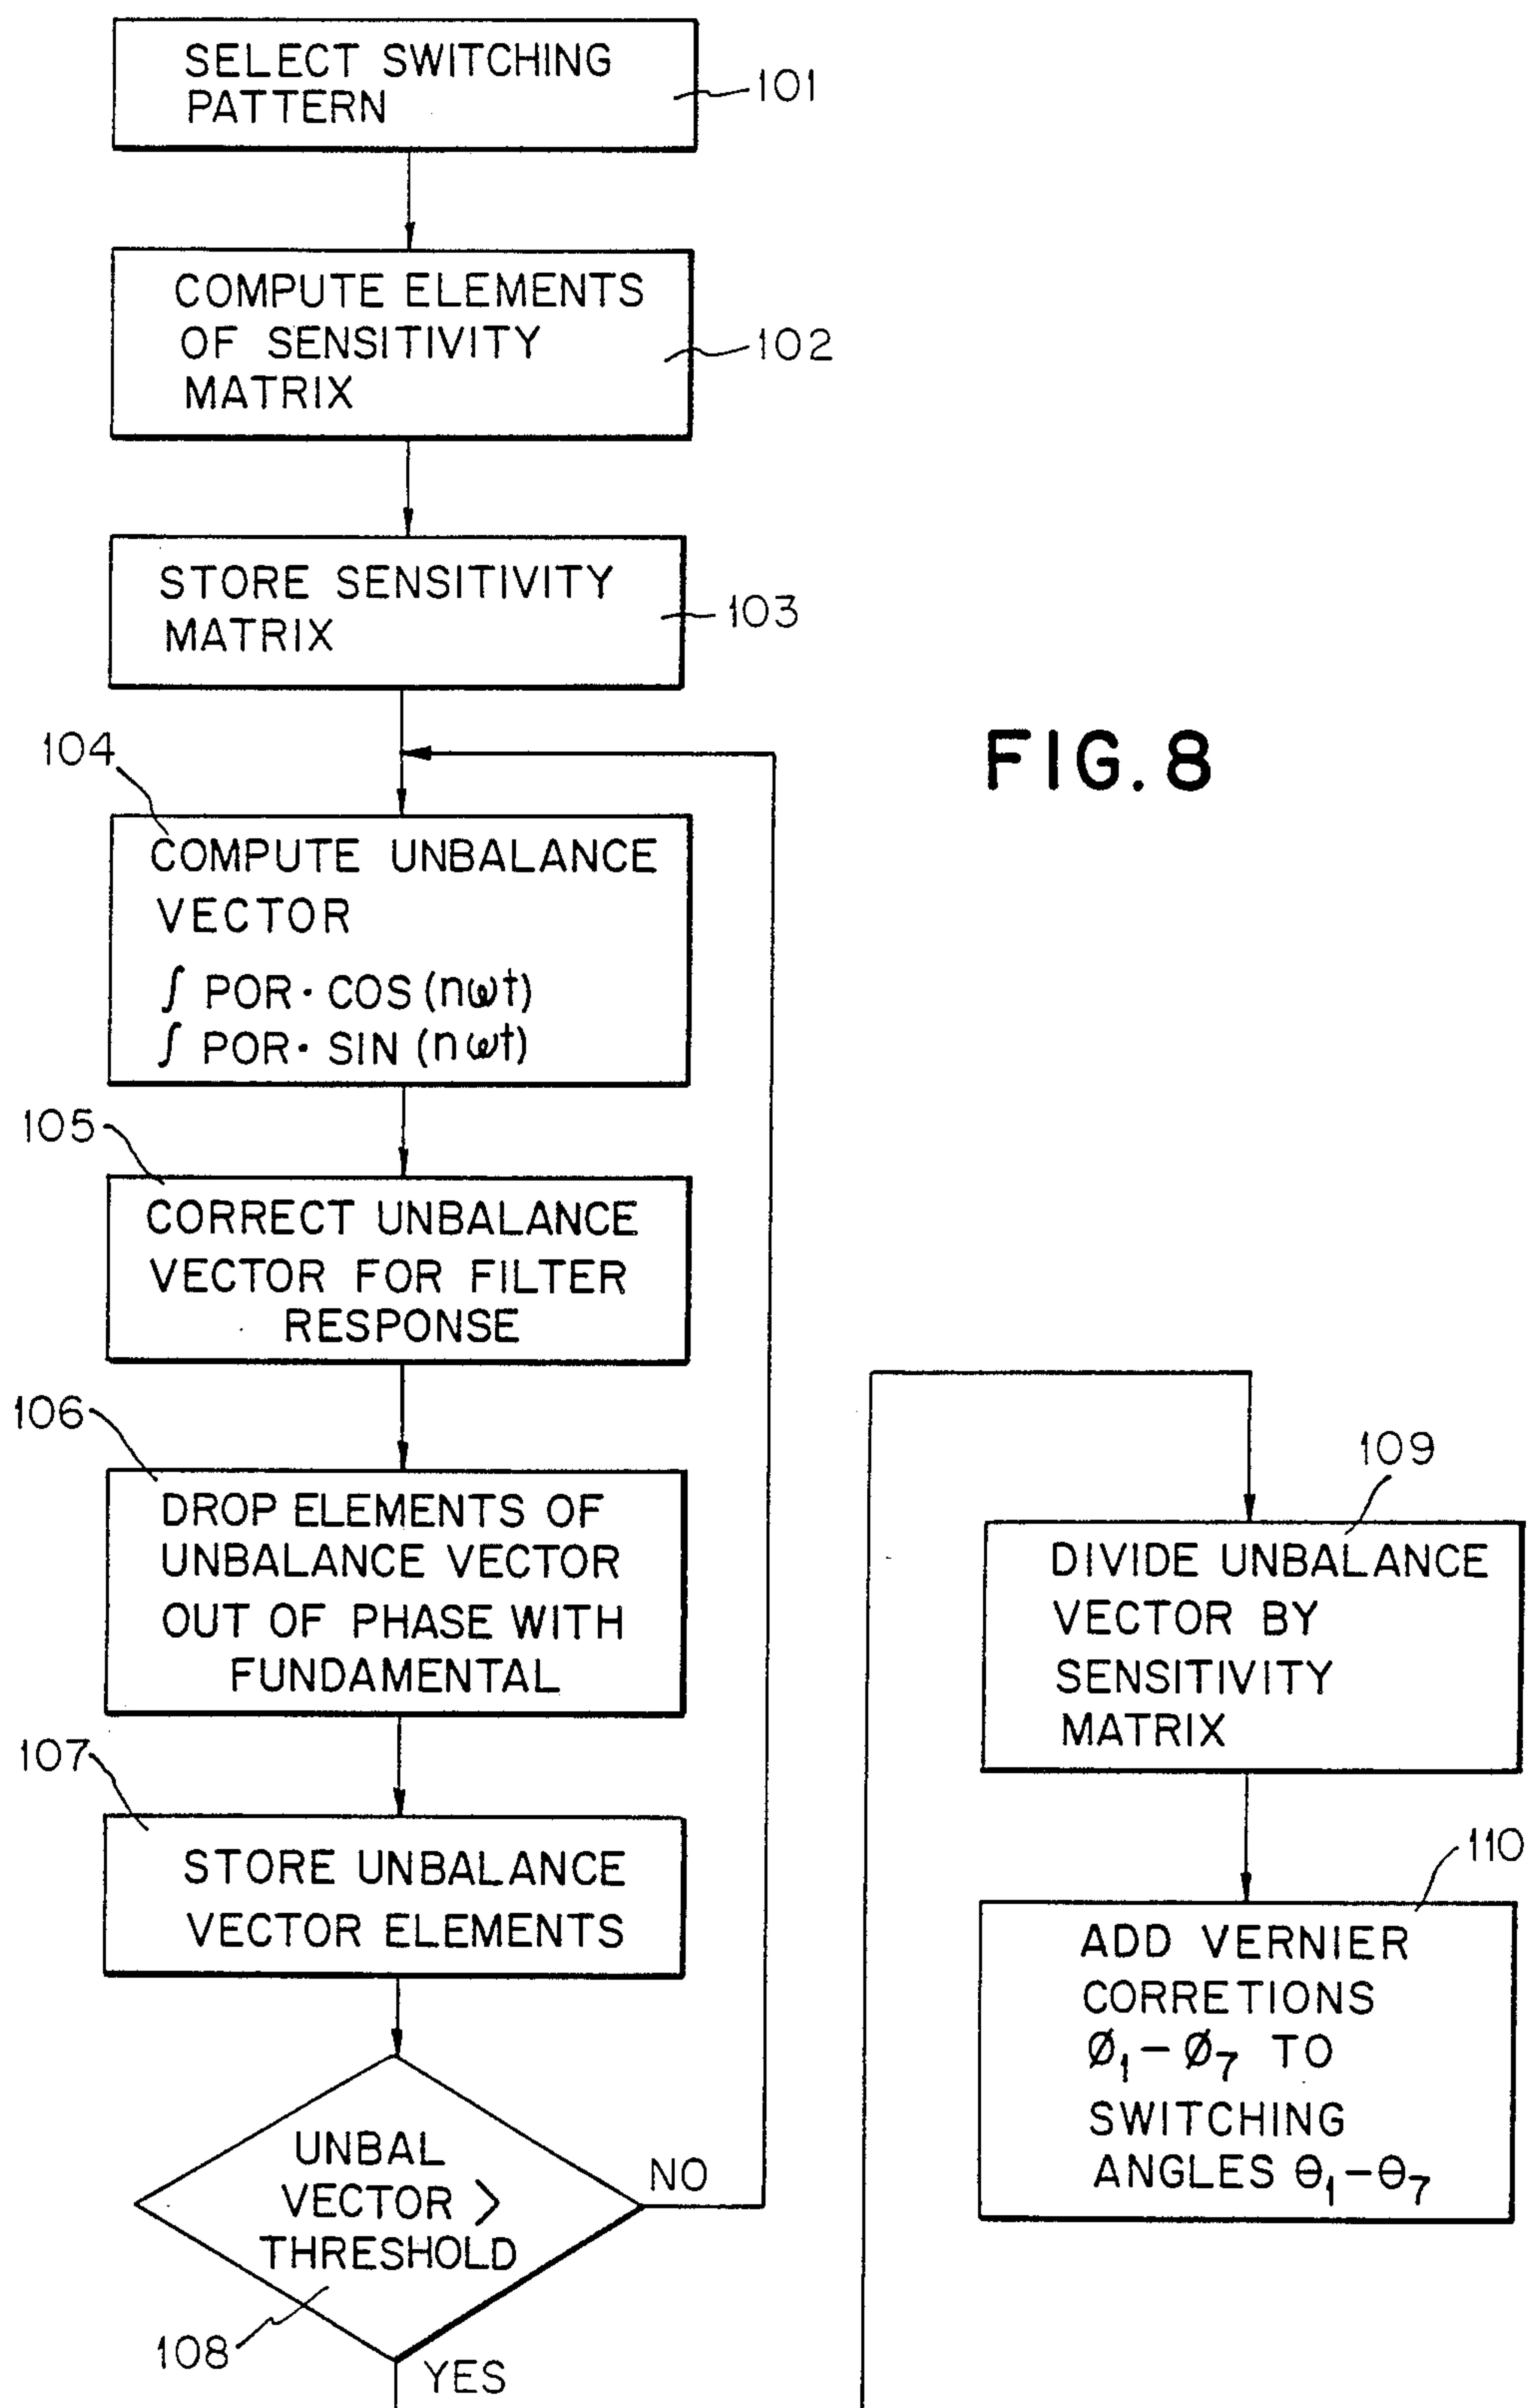 SELECT SWITCHING
PATTERN
101
COMPUTE ELEMENTS
OF SENSITIVITY
MATRIX
102
STORE SENSITIVITY
MATRIX
103
FIG. 8
104
COMPUTE UNBALANCE
VECTOR
∫ POR · COS (nωt)
∫ POR · SIN (nωt)
105
CORRECT UNBALANCE
VECTOR FOR FILTER
RESPONSE
106
DROP ELEMENTS OF
UNBALANCE VECTOR
OUT OF PHASE WITH
FUNDAMENTAL
107
STORE UNBALANCE
VECTOR ELEMENTS
UNBAL
VECTOR >
THRESHOLD
108
NO
YES
109
DIVIDE UNBALANCE
VECTOR BY
SENSITIVITY
MATRIX
110
ADD VERNIER
CORRETIONS
Ø₁–Ø₇ TO
SWITCHING
ANGLES Θ₁–Θ₇